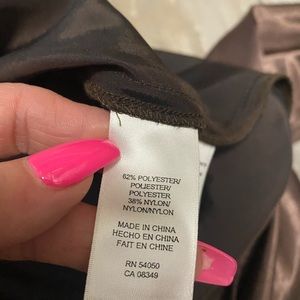 62% POLYESTER/
POLIESTER/
POLYESTER
38% NYLON/
NYLON/NYLON
MADE IN CHINA
HECHO EN CHINA
FAIT EN CHINE
RN 54050
CA 08349